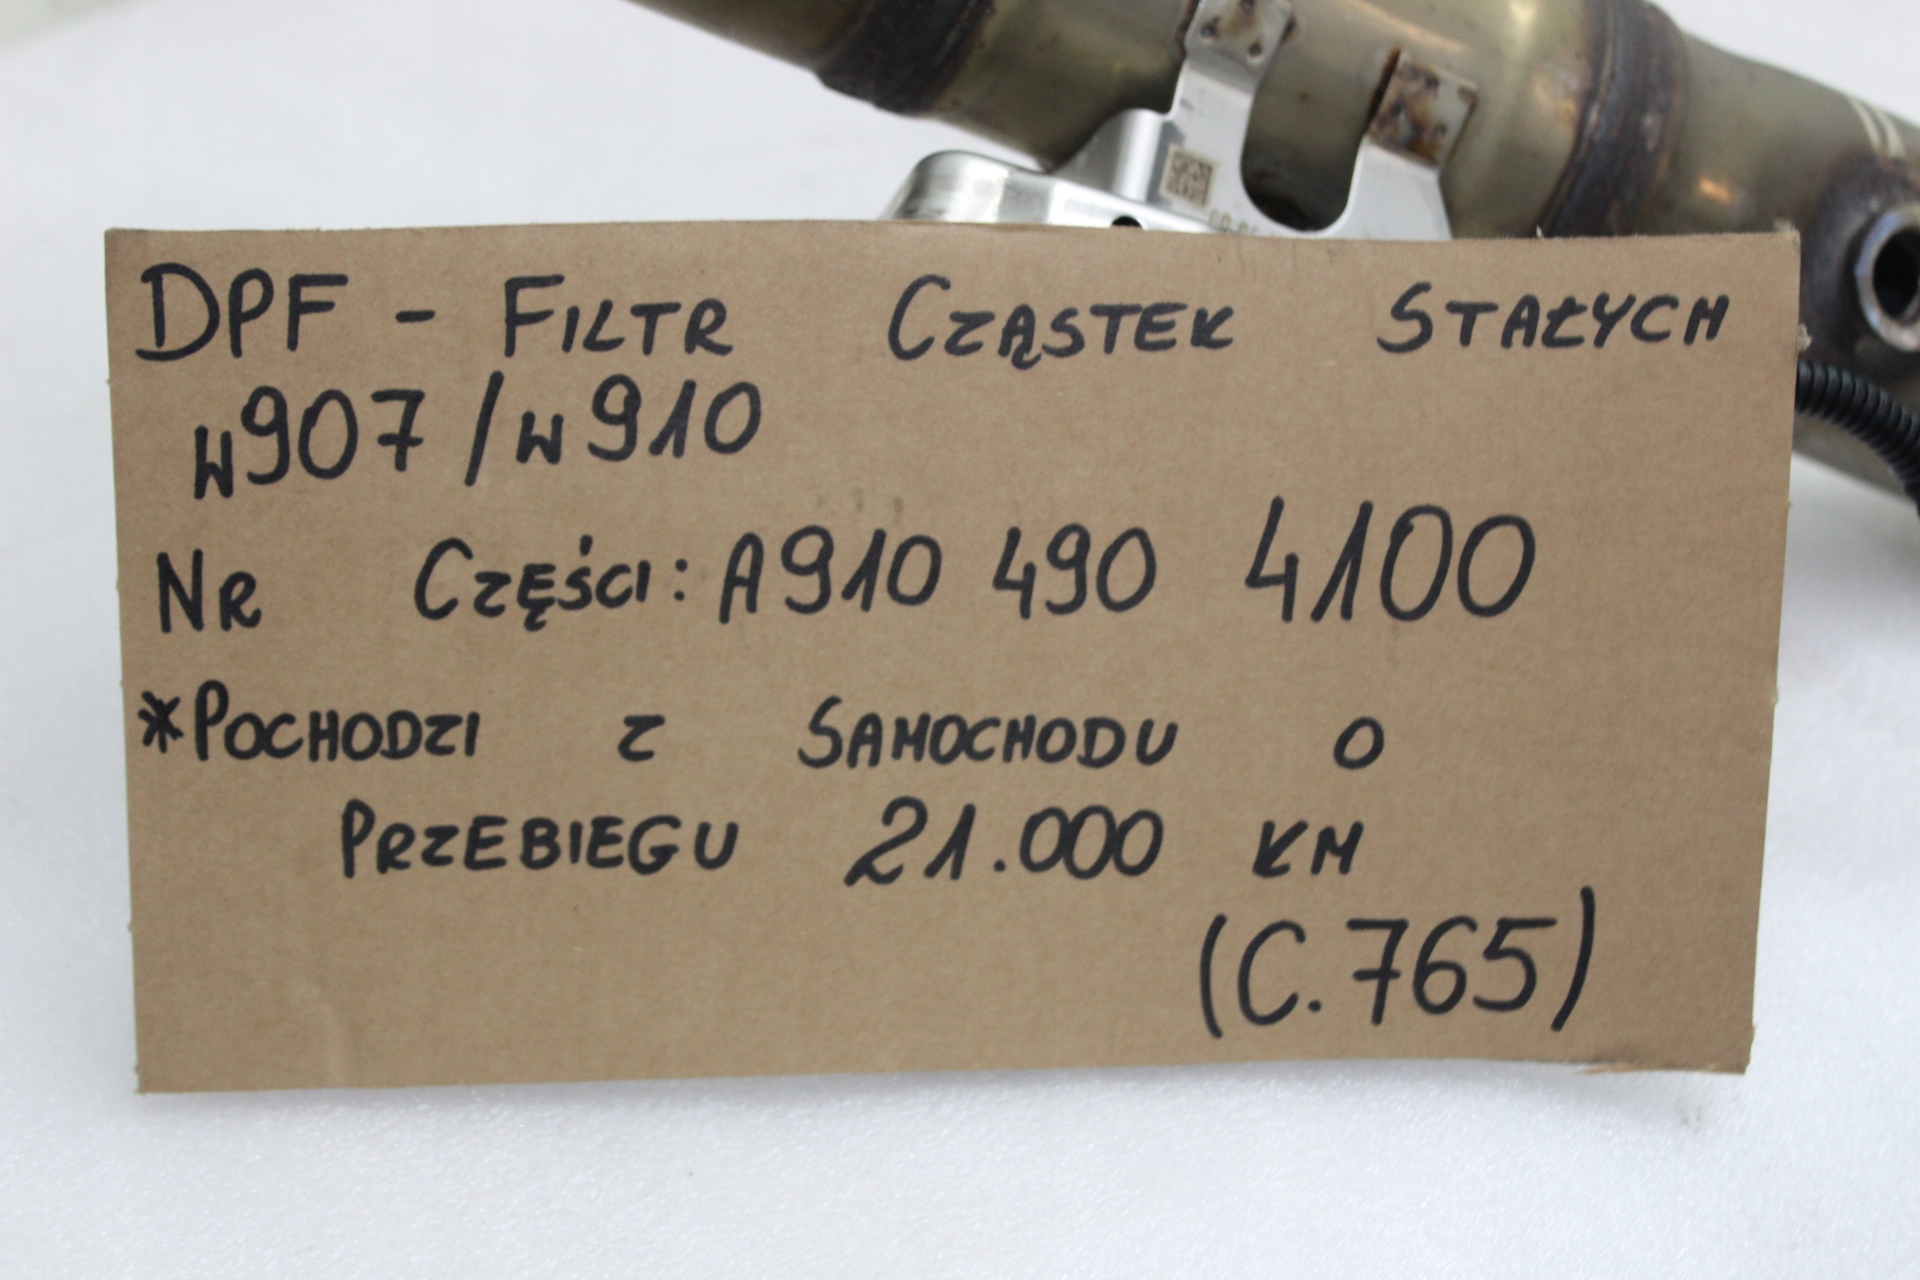 DPF - FILTR CZĄSTEK STAŁYCH
W907/W910
NR CZĘŚCI: A910 490 4100
*POCHODZI Z SAMOCHODU O
PRZEBIEGU 21.000 KM
(C.765)